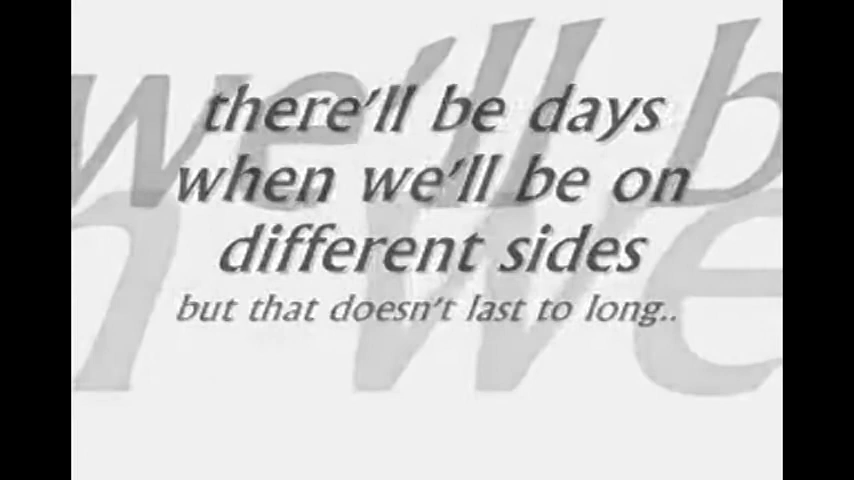 there'll be days
when we'll be on
different sides
but that doesn't last to long..